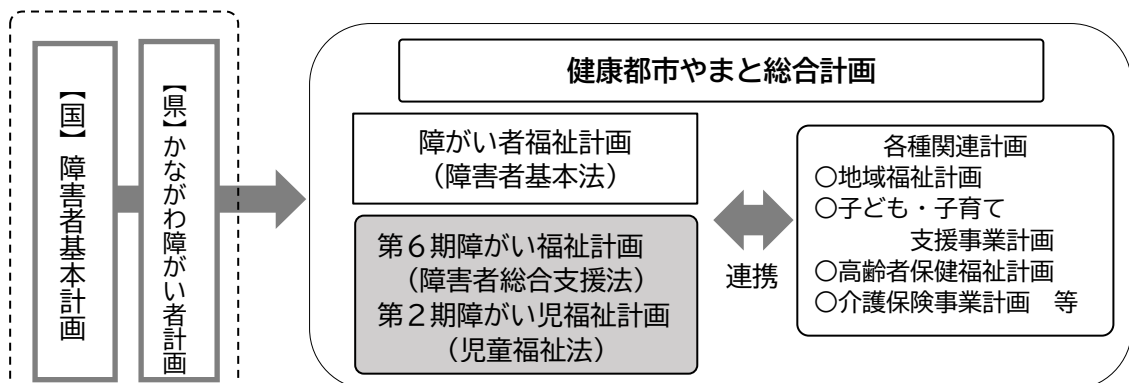 【国】障害者基本計画
【県】かながわ障がい者計画
健康都市やまと総合計画
障がい者福祉計画
（障害者基本法）
第６期障がい福祉計画
（障害者総合支援法）
第２期障がい児福祉計画
（児童福祉法）
連携
各種関連計画
○地域福祉計画
○子ども・子育て
支援事業計画
○高齢者保健福祉計画
○介護保険事業計画　等